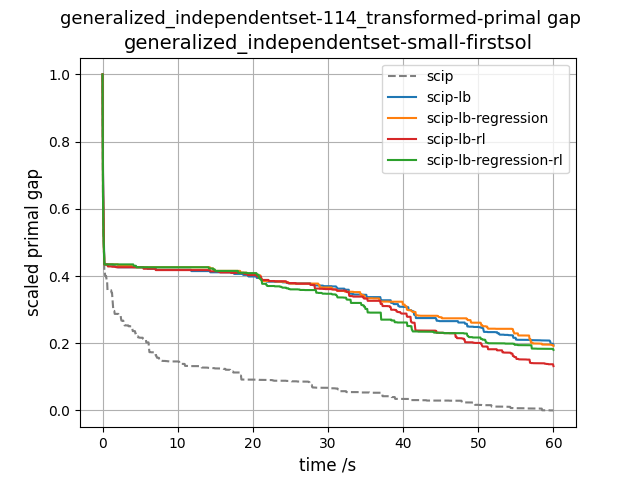 generalized_independentset-114_transformed-primal gap
generalized_independentset-small-firstsol
scip
scip-lb
scip-lb-regression
scip-lb-rl
scip-lb-regression-rl
scaled primal gap
1.0
0.8
0.6
0.4
0.2
0.0
0
10
20
30
40
50
60
time /s